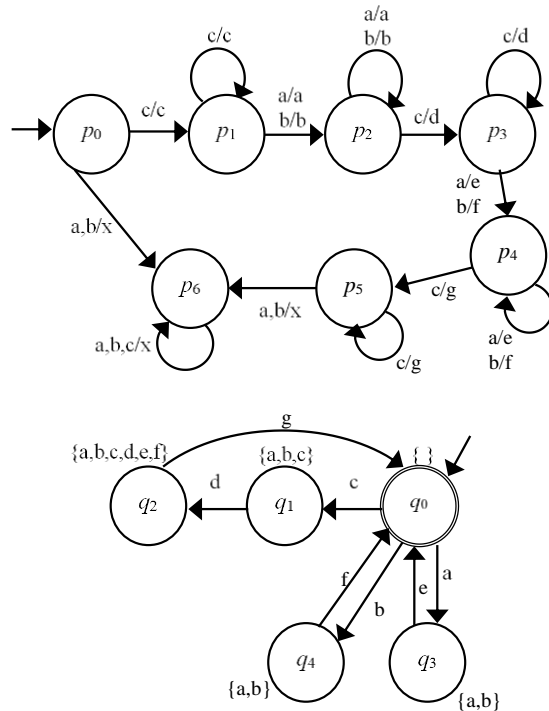 c/c
a/a
b/b
c/d
p0
c/c
p1
a/a
b/b
p2
c/d
p3
a,b/x
a/e
b/f
p6
a,b/x
p5
c/g
p4
a,b,c/x
c/g
a/e
b/f
g
{a,b,c,d,e,f}
{a,b,c}
{ }
q2
d
q1
c
q0
f
b
e
a
q4
q3
{a,b}
{a,b}